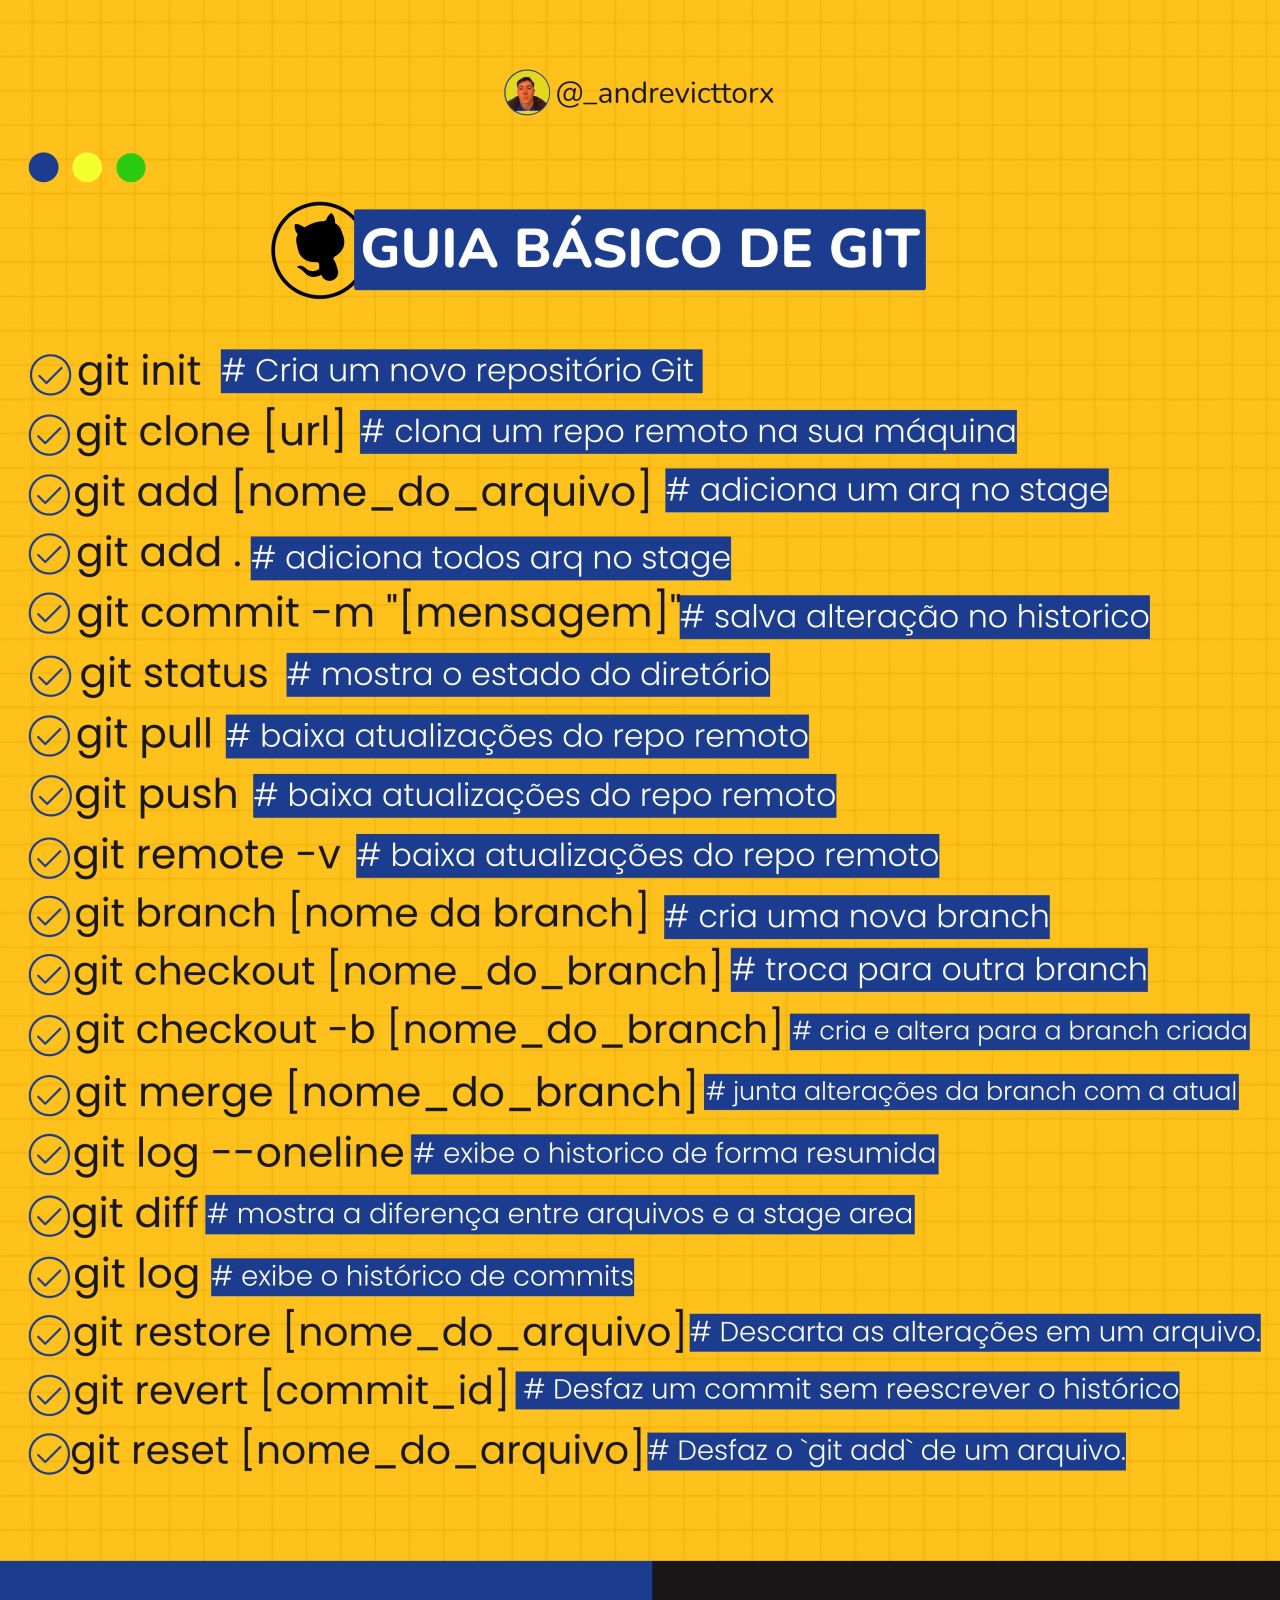 @_andrevicttorx
GUIA BÁSICO DE GIT
git init # Cria um novo repositório Git
git clone [url] # clona um repo remoto na sua máquina
git add [nome_do_arquivo] # adiciona um arq no stage
git add . # adiciona todos arq no stage
git commit -m "[mensagem]" # salva alteração no historico
git status # mostra o estado do diretório
git pull # baixa atualizações do repo remoto
git push # baixa atualizações do repo remoto
git remote -v # baixa atualizações do repo remoto
git branch [nome da branch] # cria uma nova branch
git checkout [nome_do_branch] # troca para outra branch
git checkout -b [nome_do_branch] # cria e altera para a branch criada
git merge [nome_do_branch] # junta alterações da branch com a atual
git log --oneline # exibe o historico de forma resumida
git diff # mostra a diferença entre arquivos e a stage area
git log # exibe o histórico de commits
git restore [nome_do_arquivo] # Descarta as alterações em um arquivo.
git revert [commit_id] # Desfaz um commit sem reescrever o histórico
git reset [nome_do_arquivo] # Desfaz o `git add` de um arquivo.